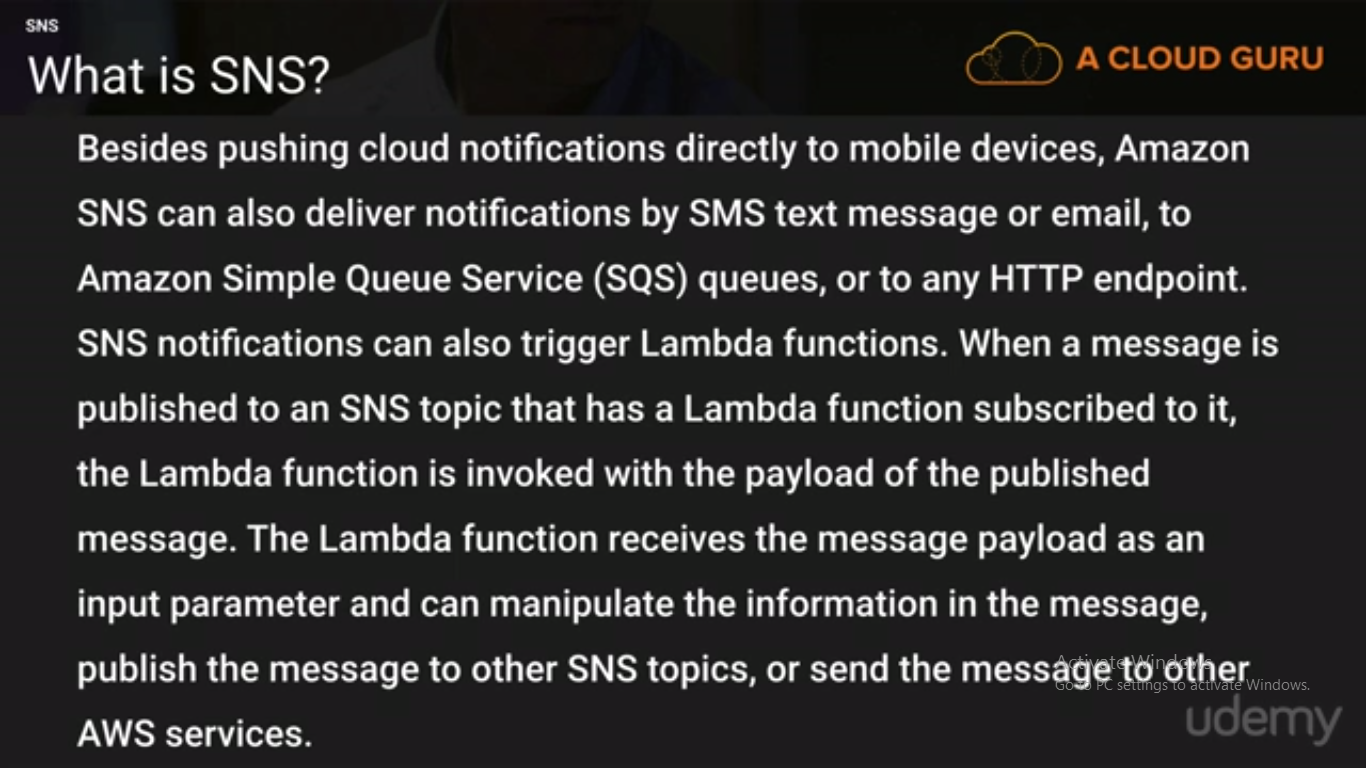 SNS
What is SNS?
A CLOUD GURU
Besides pushing cloud notifications directly to mobile devices, Amazon
SNS can also deliver notifications by SMS text message or email, to
Amazon Simple Queue Service (SQS) queues, or to any HTTP endpoint.
SNS notifications can also trigger Lambda functions. When a message is
published to an SNS topic that has a Lambda function subscribed to it,
the Lambda function is invoked with the payload of the published
message. The Lambda function receives the message payload as an
input parameter and can manipulate the information in the message,
publish the message to other SNS topics, or send the message to other
AWS services.
Activate Windows
Go to PC settings to activate Windows.
udemy